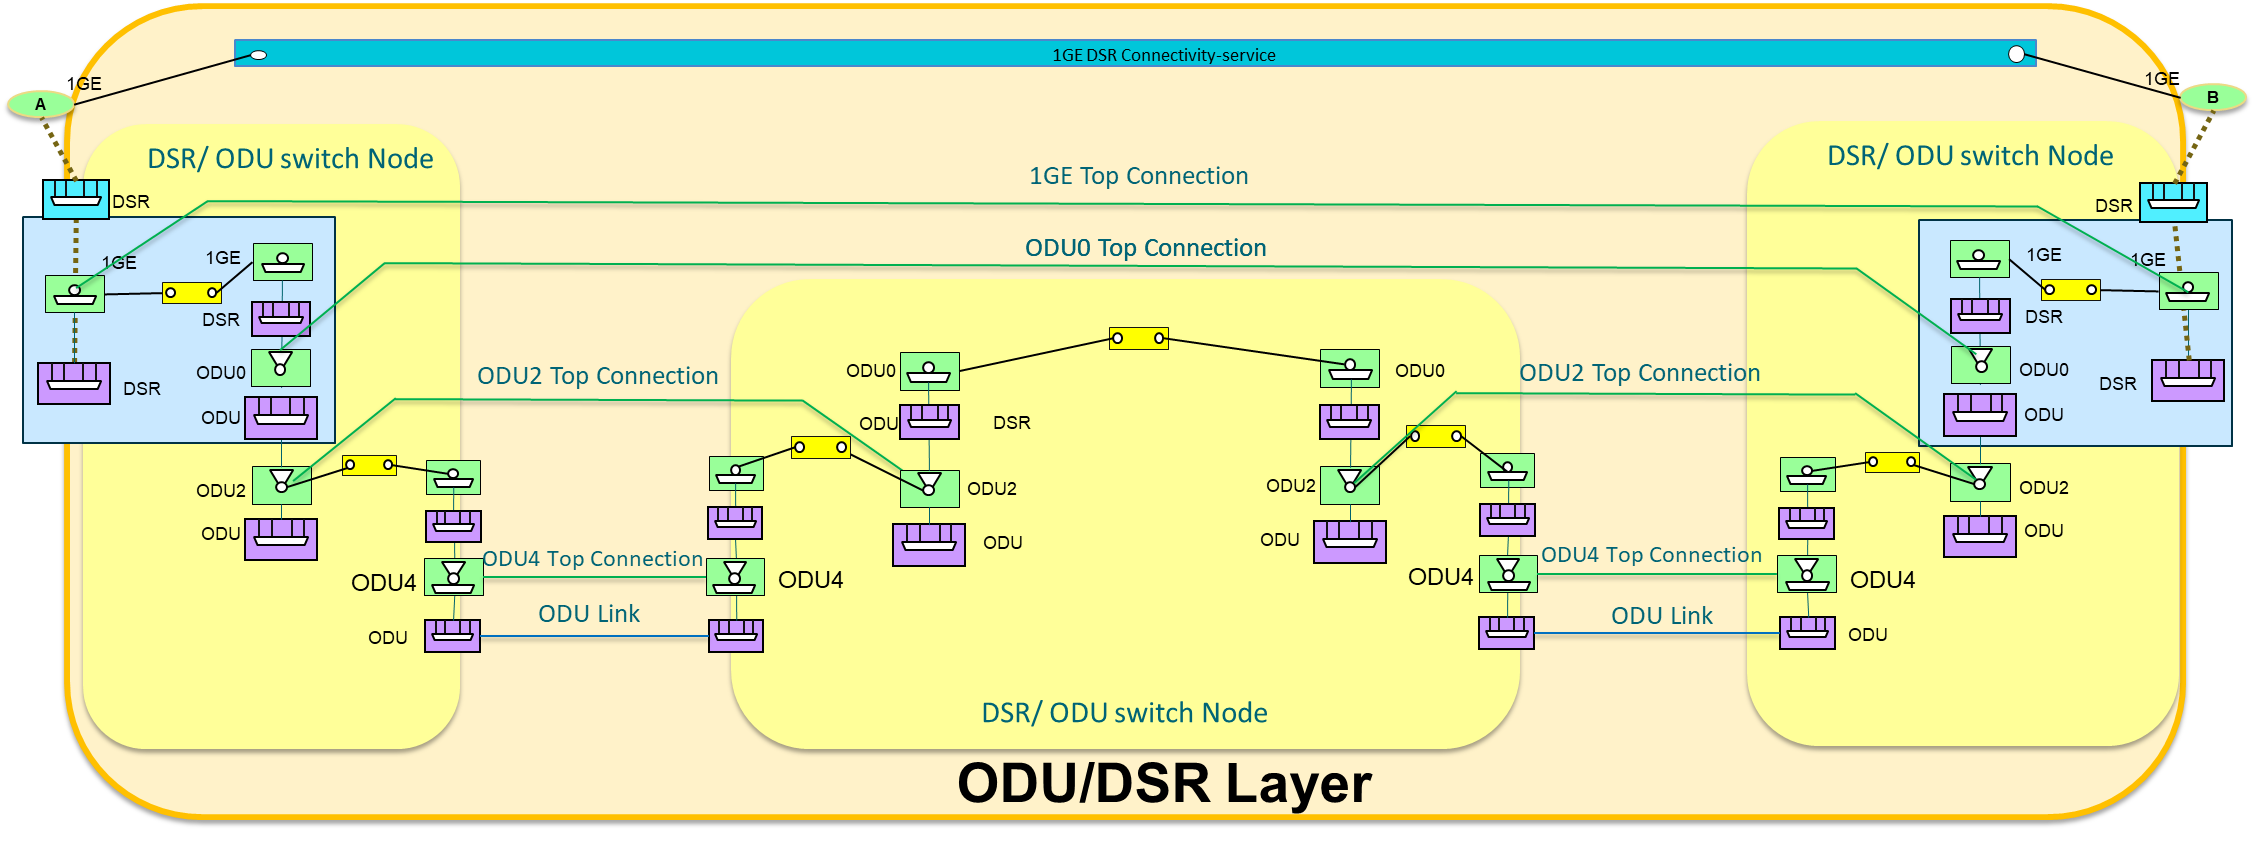 1GE DSR Connectivity-service
1GE
1GE
A
B
DSR/ ODU switch Node
DSR/ ODU switch Node
1GE Top Connection
DSR
DSR
ODU0 Top Connection
1GE
1GE
1GE
1GE
DSR
DSR
ODU0
ODU0
ODU0
ODU0
ODU2 Top Connection
ODU2 Top Connection
DSR
DSR
ODU
ODU
DSR
ODU
ODU2
ODU2
ODU2
ODU2
ODU
ODU
ODU
ODU
ODU4 Top Connection
ODU4 Top Connection
ODU4
ODU4
ODU4
ODU4
ODU Link
ODU Link
ODU
ODU
DSR/ ODU switch Node
ODU/DSR Layer